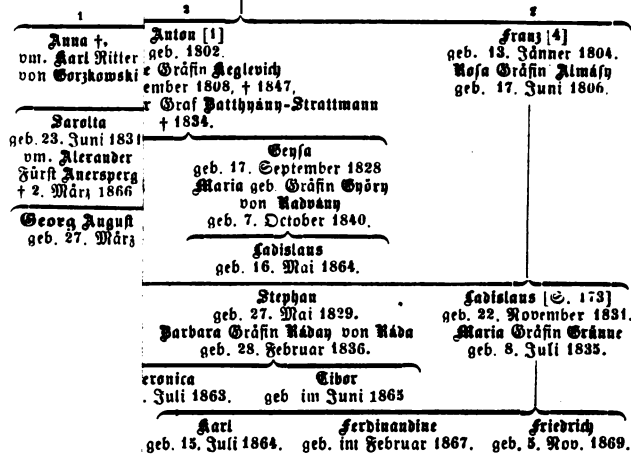 1
2
2
Anna †.
vm. Karl Ritter
von Gorzkowski
Anton [1]
geb. 1802.
e Gräfin Keglevich
ember 1808, † 1847,
r Graf Batthyány-Strattmann
† 1834.
Franz [4]
geb. 13. Jänner 1804.
Rosa Gräfin Almásy
geb. 17. Juni 1806.
Sarolta
geb. 23. Juni 1831
vm. Alexander
Fürst Auersperg
† 2. März 1866
Georg August
geb. 27. März
Geysa
geb. 17. September 1828
Maria geb. Gräfin Györy
von Radvány
geb. 7. October 1840.
Ladislaus
geb. 16. Mai 1864.
Stephan
geb. 27. Mai 1829.
Barbara Gräfin Ráday von Ráda
geb. 28. Februar 1836.
Ladislaus [S. 173]
geb. 22. November 1831.
Maria Gräfin Grünne
geb. 8. Juli 1835.
eronica
. Juli 1863.
Tibor
geb im Juni 1865
Karl
geb. 15. Juli 1864.
Ferdinandine
geb. im Februar 1867.
Friedrich
geb. 5. Nov. 1869.